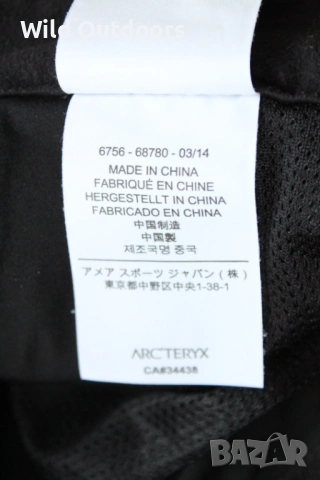 Wild Outdoors
6756 - 68780 - 03/14
MADE IN CHINA
FABRIQUÉ EN CHINE
HERGESTELLT IN CHINA
FABRICADO EN CHINA
中国制造
中国製
제조국명 중국
アメア スポーツ ジャパン (株)
東京都中野区中央1-38-1
ARC'TERYX
CA#34438
BAZAR